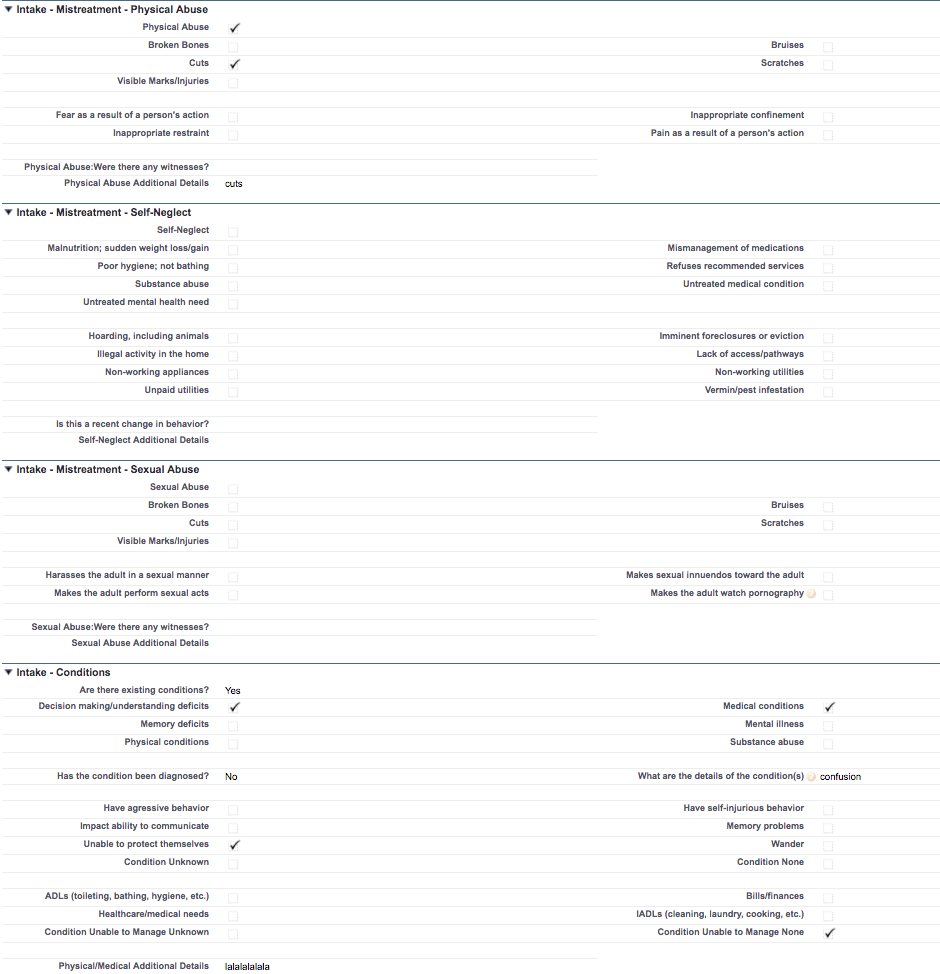 Intake - Mistreatment - Physical Abuse
Physical Abuse
Broken Bones Bruises
Cuts Scratches
Visible Marks/Injuries
Fear as a result of a person's action Inappropriate confinement
Inappropriate restraint Pain as a result of a person's action
Physical Abuse:Were there any witnesses?
Physical Abuse Additional Details cuts
Intake - Mistreatment - Self-Neglect
Self-Neglect
Malnutrition; sudden weight loss/gain Mismanagement of medications
Poor hygiene; not bathing Refuses recommended services
Substance abuse Untreated medical condition
Untreated mental health need
Hoarding, including animals Imminent foreclosures or eviction
Illegal activity in the home Lack of access/pathways
Non-working appliances Non-working utilities
Unpaid utilities Vermin/pest infestation
Is this a recent change in behavior?
Self-Neglect Additional Details
Intake - Mistreatment - Sexual Abuse
Sexual Abuse
Broken Bones Bruises
Cuts Scratches
Visible Marks/Injuries
Harasses the adult in a sexual manner Makes sexual innuendos toward the adult
Makes the adult perform sexual acts Makes the adult watch pornography
Sexual Abuse:Were there any witnesses?
Sexual Abuse Additional Details
Intake - Conditions
Are there existing conditions? Yes
Decision making/understanding deficits Medical conditions
Memory deficits Mental illness
Physical conditions Substance abuse
Has the condition been diagnosed? No What are the details of the condition(s) confusion
Have agressive behavior Have self-injurious behavior
Impact ability to communicate Memory problems
Unable to protect themselves Wander
Condition Unknown Condition None
ADLs (toileting, bathing, hygiene, etc.) Bills/finances
Healthcare/medical needs IADLs (cleaning, laundry, cooking, etc.)
Condition Unable to Manage Unknown Condition Unable to Manage None
Physical/Medical Additional Details lalalalalala